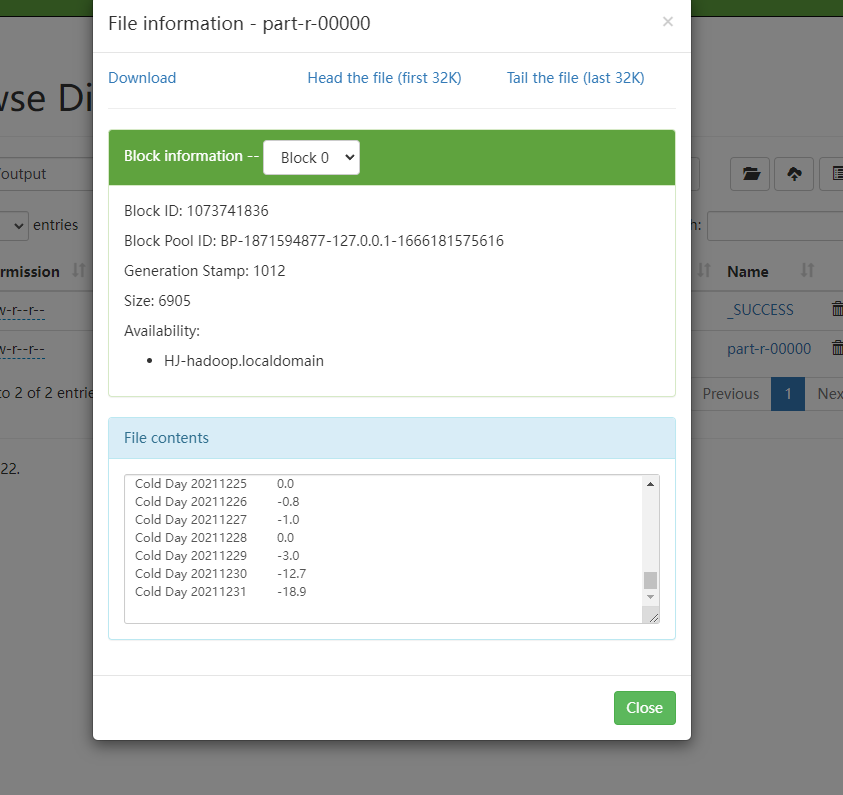 File information - part-r-00000
×
Download
Head the file (first 32K)
Tail the file (last 32K)
Block information --
Block 0
Block ID: 1073741836
Block Pool ID: BP-1871594877-127.0.0.1-1666181575616
Generation Stamp: 1012
Size: 6905
Availability:
HJ-hadoop.localdomain
File contents
Cold Day 20211225 0.0
Cold Day 20211226 -0.8
Cold Day 20211227 -1.0
Cold Day 20211228 0.0
Cold Day 20211229 -3.0
Cold Day 20211230 -12.7
Cold Day 20211231 -18.9
Close
wse Di
output
entries
n:
rmission
Name
w-r--r--
_SUCCESS
w-r--r--
part-r-00000
to 2 of 2 entrie
Previous
1
Nex
22.